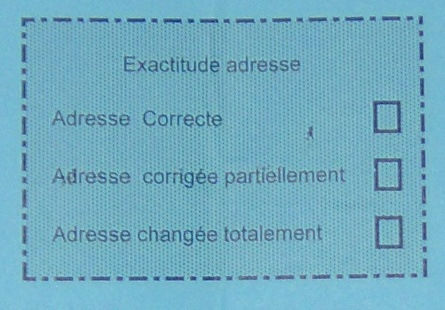 Exactitude adresse
Adresse Correcte
Adresse corrigée partiellement
Adresse changée totalement